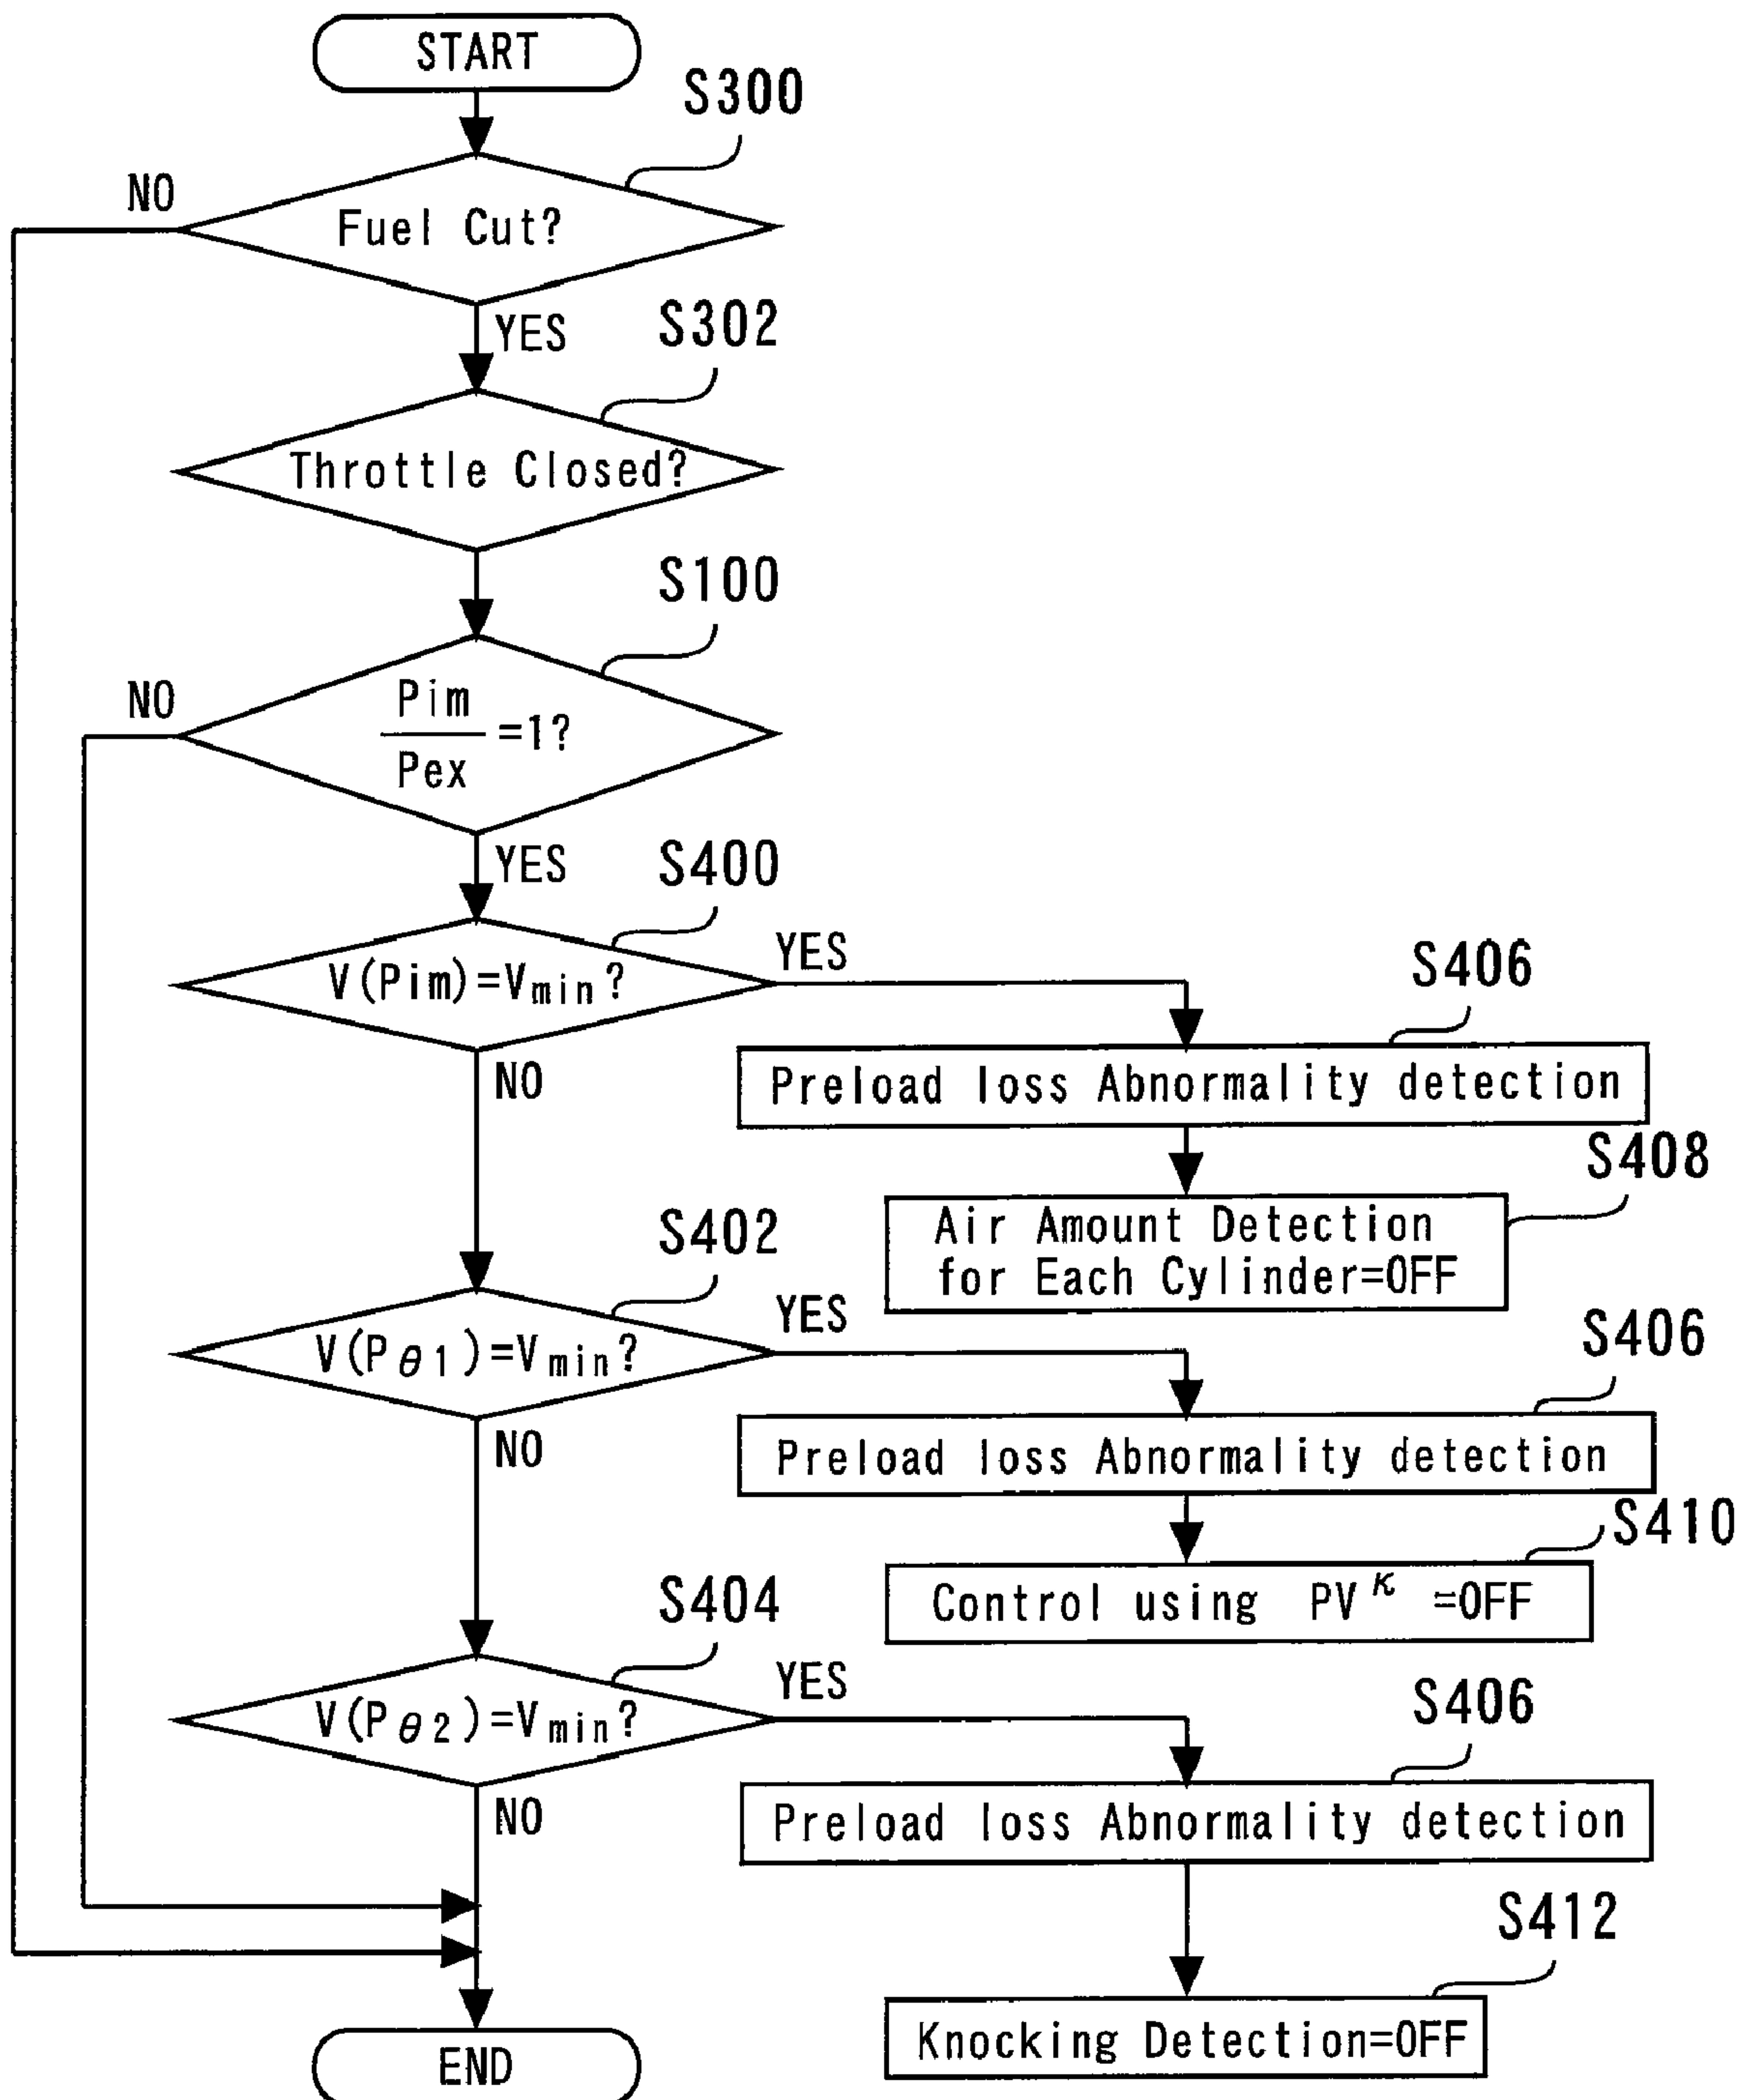 START
S300
NO
Fuel Cut?
YES
S302
Throttle Closed?
S100
NO
Pim
=1?
Pex
YES
S400
V(Pim)=Vmin?
YES
S406
NO
Preload loss Abnormality detection
S408
Air Amount Detection
for Each Cylinder=OFF
S402
YES
S406
V(Pθ1)=Vmin?
NO
Preload loss Abnormality detection
S410
Control using PV^κ =OFF
S404
YES
S406
V(Pθ2)=Vmin?
NO
Preload loss Abnormality detection
S412
Knocking Detection=OFF
END